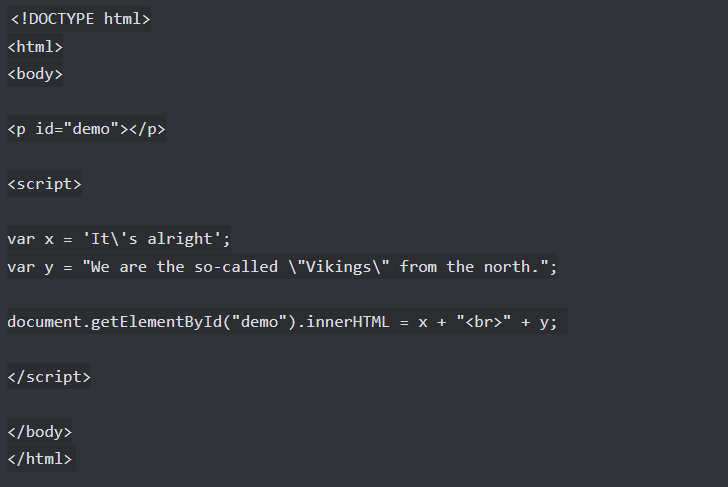 <!DOCTYPE html>
<html>
<body>
<p id="demo"></p>
<script>
var x = 'It\'s alright';
var y = "We are the so-called \"Vikings\" from the north.";
document.getElementById("demo").innerHTML = x + "<br>" + y;
</script>
</body>
</html>